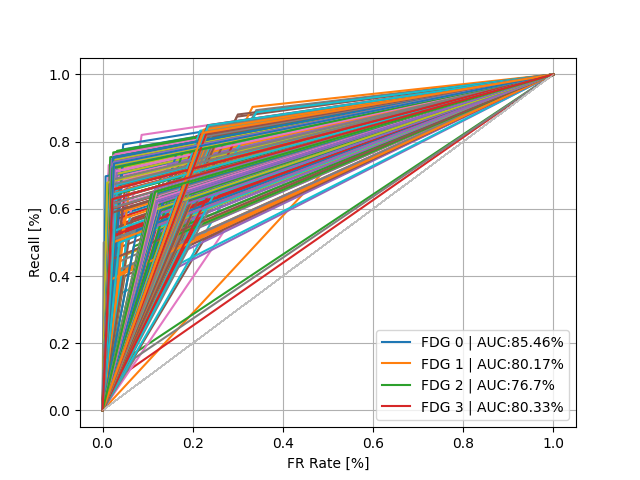 1.0
0.8
0.6
0.4
0.2
0.0
Recall [%]
0.0 0.2 0.4 0.6 0.8 1.0
FR Rate [%]
FDG 0 | AUC:85.46%
FDG 1 | AUC:80.17%
FDG 2 | AUC:76.7%
FDG 3 | AUC:80.33%